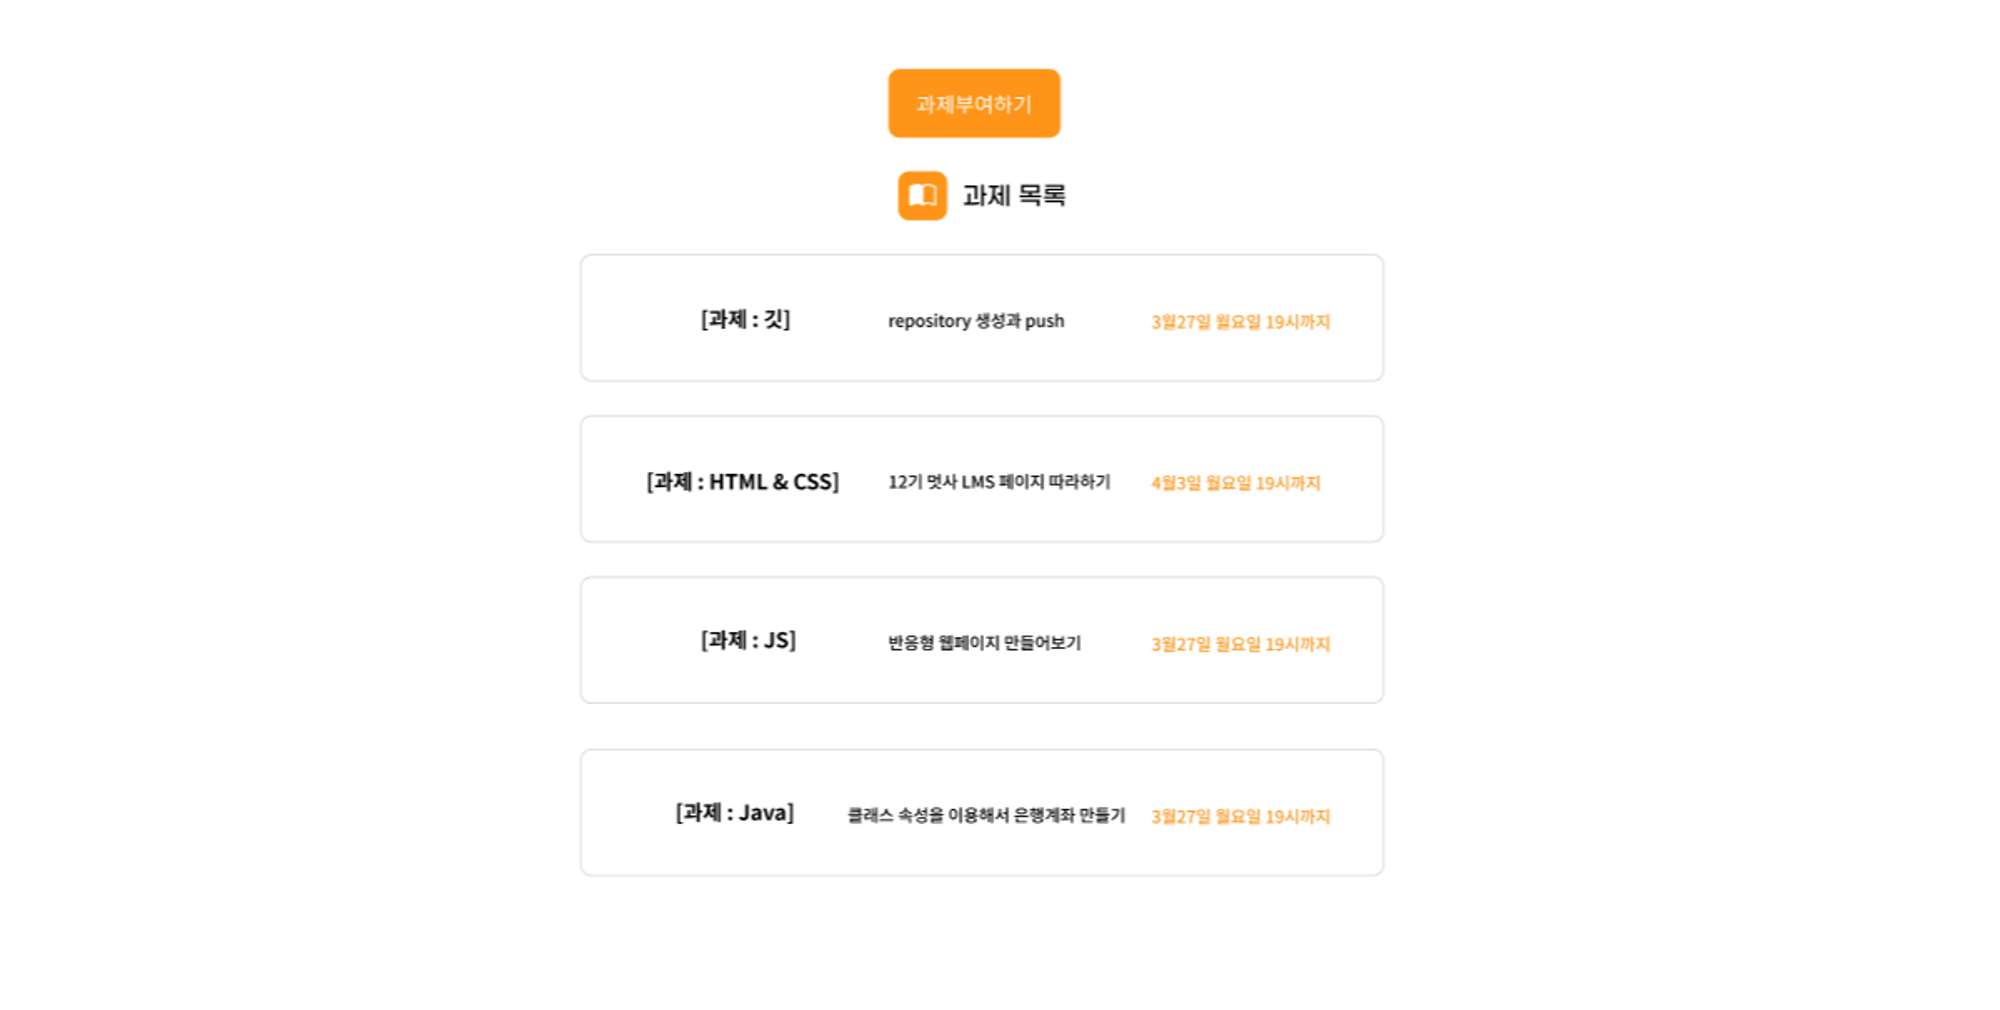 과제부여하기
과제 목록
[과제 : 깃] repository 생성과 push 3월27일 월요일 19시까지
[과제 : HTML & CSS] 12기 멋사 LMS 페이지 따라하기 4월3일 월요일 19시까지
[과제 : JS] 반응형 웹페이지 만들어보기 3월27일 월요일 19시까지
[과제 : Java] 클래스 속성을 이용해서 은행계좌 만들기 3월27일 월요일 19시까지